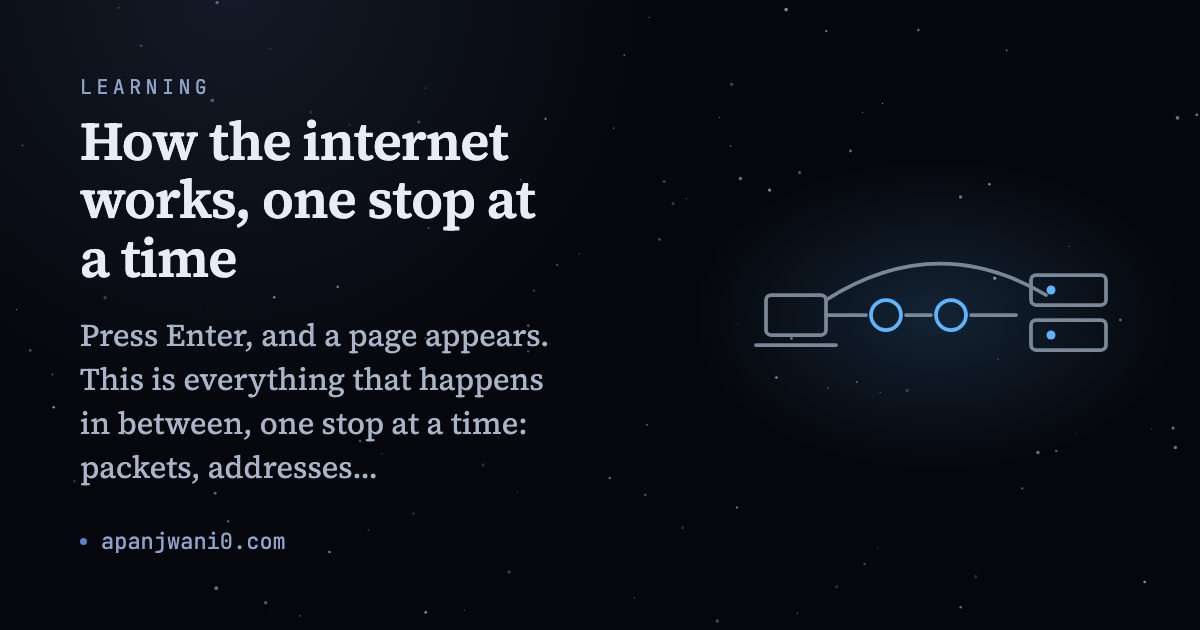 LEARNING
How the internet
works, one stop at
a time
Press Enter, and a page appears.
This is everything that happens
in between, one stop at a time:
packets, addresses...
apanjwani0.com